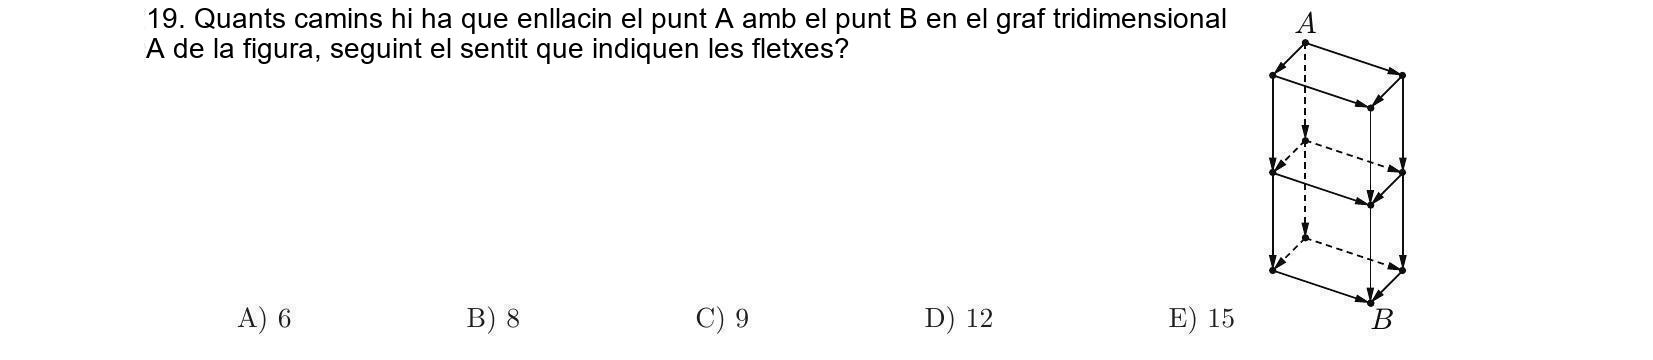 19. Quants camins hi ha que enllacin el punt A amb el punt B en el graf tridimensional
A de la figura, seguint el sentit que indiquen les fletxes?
A
A) 6 B) 8 C) 9 D) 12 E) 15
B